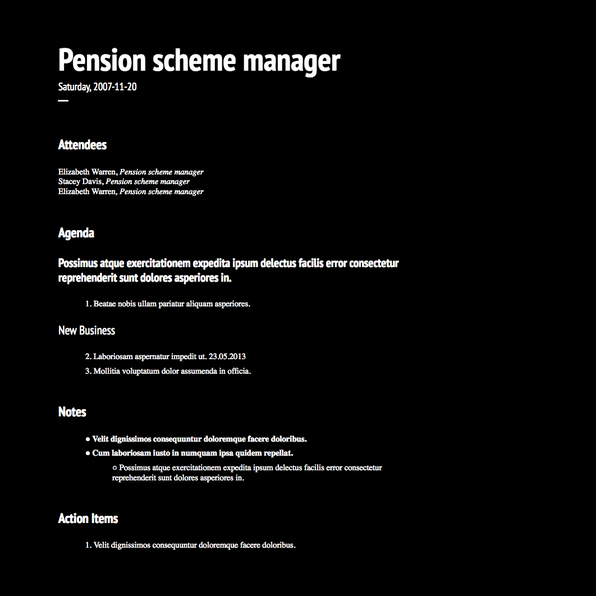 Pension scheme manager
Saturday, 2007-11-20
—
Attendees
Elizabeth Warren, Pension scheme manager
Stacey Davis, Pension scheme manager
Elizabeth Warren, Pension scheme manager
Agenda
Possimus atque exercitationem expedita ipsum delectus facilis error consectetur
reprehenderit sunt dolores asperiores in.
1. Beatae nobis ullam pariatur aliquam asperiores.
New Business
2. Laboriosam aspernatur impedit ut. 23.05.2013
3. Mollitia voluptatum dolor assumenda in officia.
Notes
● Velit dignissimos consequuntur doloremque facere doloribus.
● Cum laboriosam iusto in numquam ipsa quidem repellat.
○ Possimus atque exercitationem expedita ipsum delectus facilis error consectetur
reprehenderit sunt dolores asperiores in.
Action Items
1. Velit dignissimos consequuntur doloremque facere doloribus.